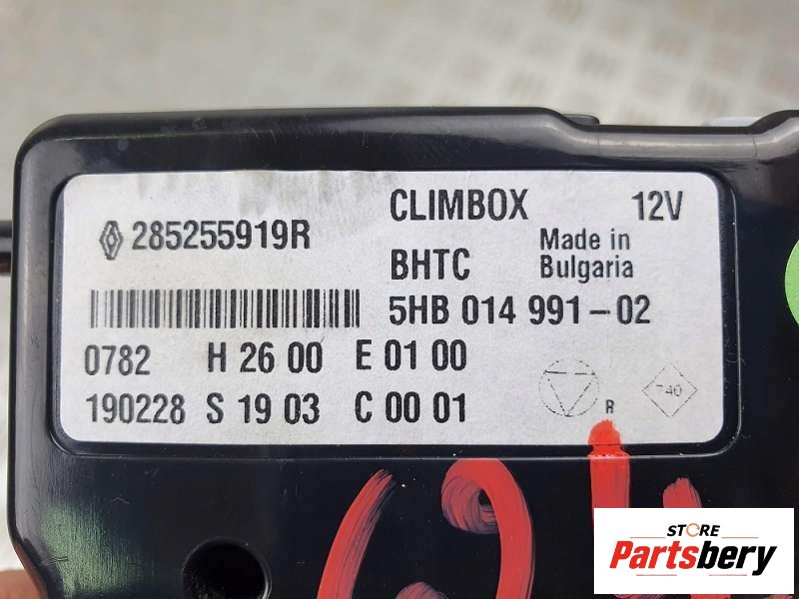 CLIMBOX 12V
285255919R
BHTC Made in Bulgaria
5HB 014 991-02
0782 H 26 00 E 01 00
190228 S 19 03 C 00 01
R
740
STORE
Partsbery